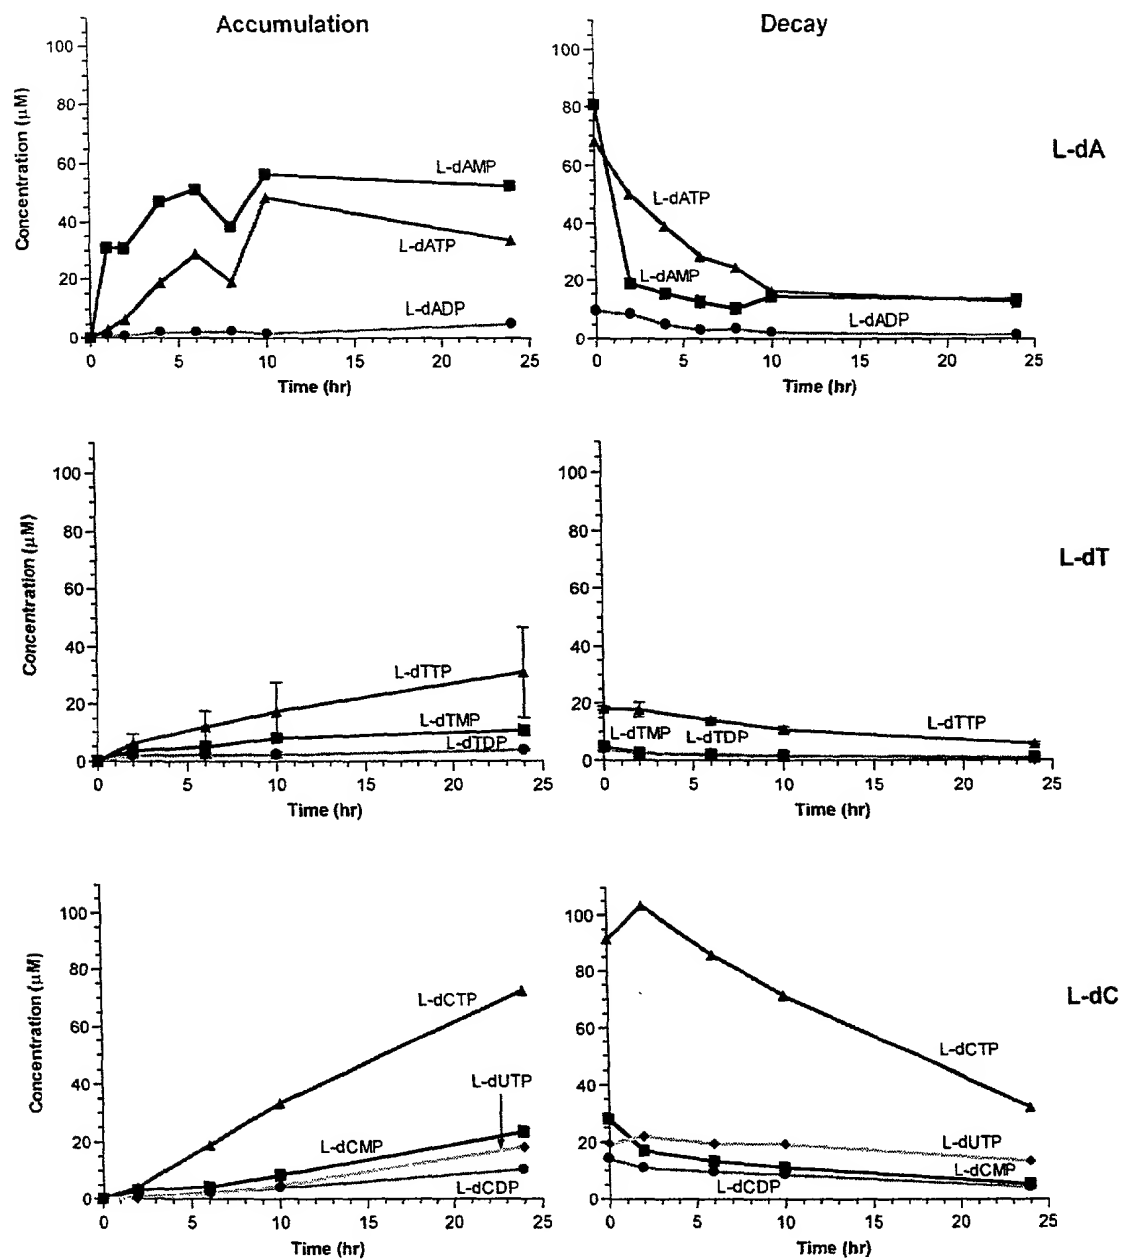 Accumulation
Decay
Concentration (μM)
100
80
60
40
20
0
L-dAMP
L-dATP
L-dADP
0 5 10 15 20 25
Time (hr)
100
80
60
40
20
0
L-dATP
L-dAMP
L-dADP
0 5 10 15 20 25
Time (hr)
L-dA
Concentration (μM)
100
80
60
40
20
0
L-dTTP
L-dTMP
L-dTDP
0 5 10 15 20 25
Time (hr)
100
80
60
40
20
0
L-dTMP L-dTDP L-dTTP
0 5 10 15 20 25
Time (hr)
L-dT
Concentration (μM)
100
80
60
40
20
0
L-dCTP
L-dUTP
L-dCMP
L-dCDP
0 5 10 15 20 25
Time (hr)
100
80
60
40
20
0
L-dCTP
L-dUTP
L-dCMP
L-dCDP
0 5 10 15 20 25
Time (hr)
L-dC